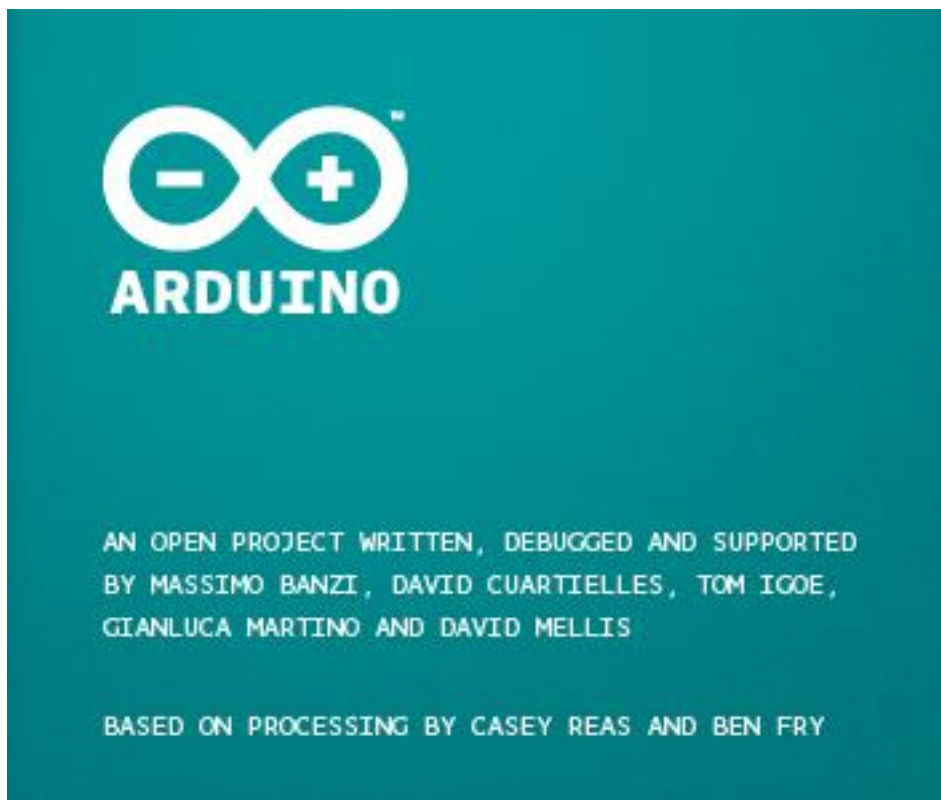 ARDUINO
AN OPEN PROJECT WRITTEN, DEBUGGED AND SUPPORTED
BY MASSIMO BANZI, DAVID CUARTIELLES, TOM IGOE,
GIANLUCA MARTINO AND DAVID MELLIS
BASED ON PROCESSING BY CASEY REAS AND BEN FRY